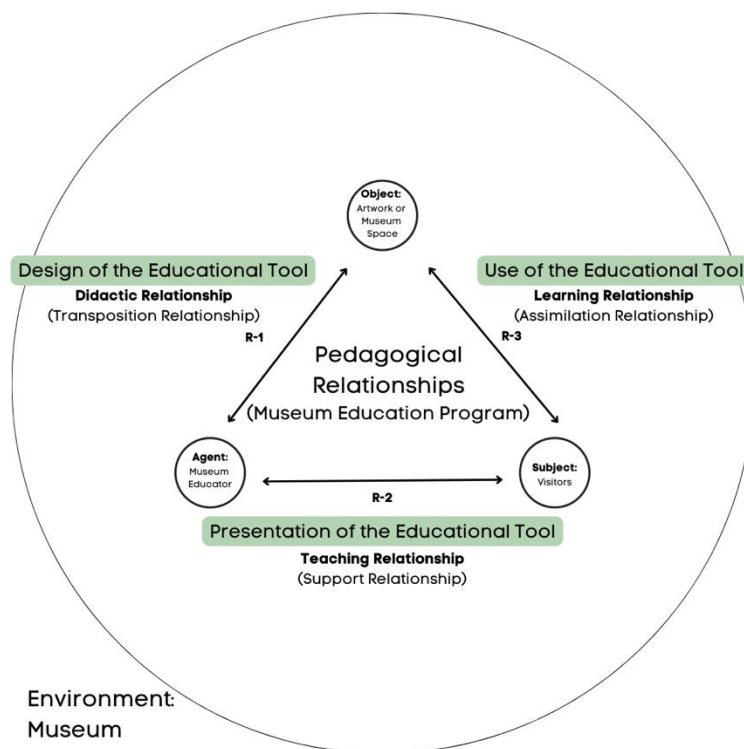 Object:
Artwork or
Museum
Space
Design of the Educational Tool
Didactic Relationship
(Transposition Relationship)
R-1
Use of the Educational Tool
Learning Relationship
(Assimilation Relationship)
R-3
Pedagogical
Relationships
(Museum Education Program)
Agent:
Museum
Educator
Subject:
Visitors
R-2
Presentation of the Educational Tool
Teaching Relationship
(Support Relationship)
Environment:
Museum